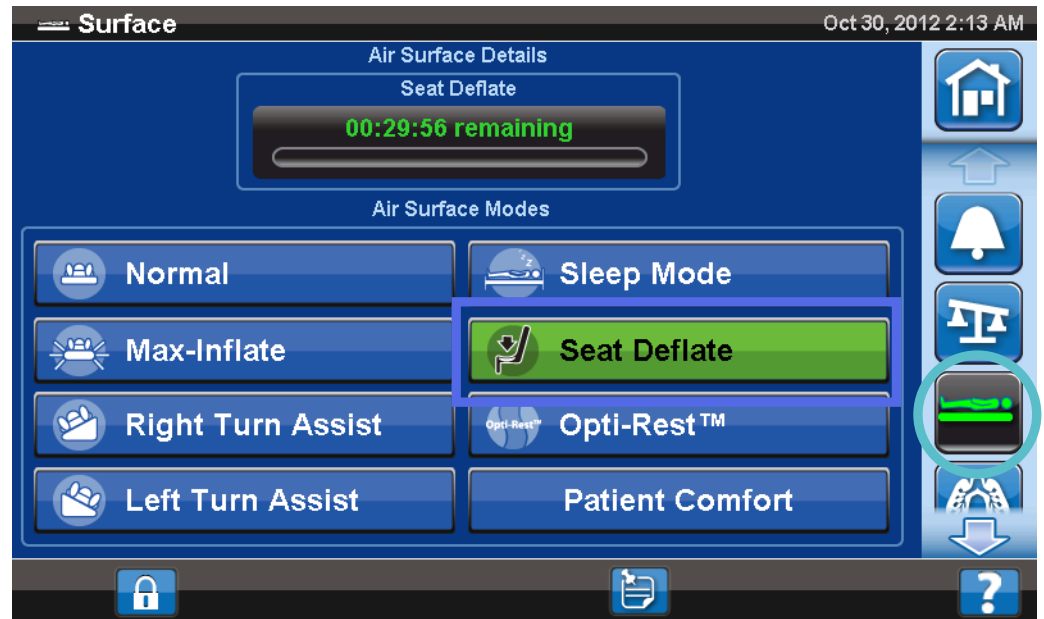 Surface
Oct 30, 2012 2:13 AM
Air Surface Details
Seat Deflate
00:29:56 remaining
Air Surface Modes
Normal
z z Sleep Mode
Max-Inflate
Seat Deflate
Right Turn Assist
Opti-Rest™ Opti-Rest™
Left Turn Assist
Patient Comfort
?